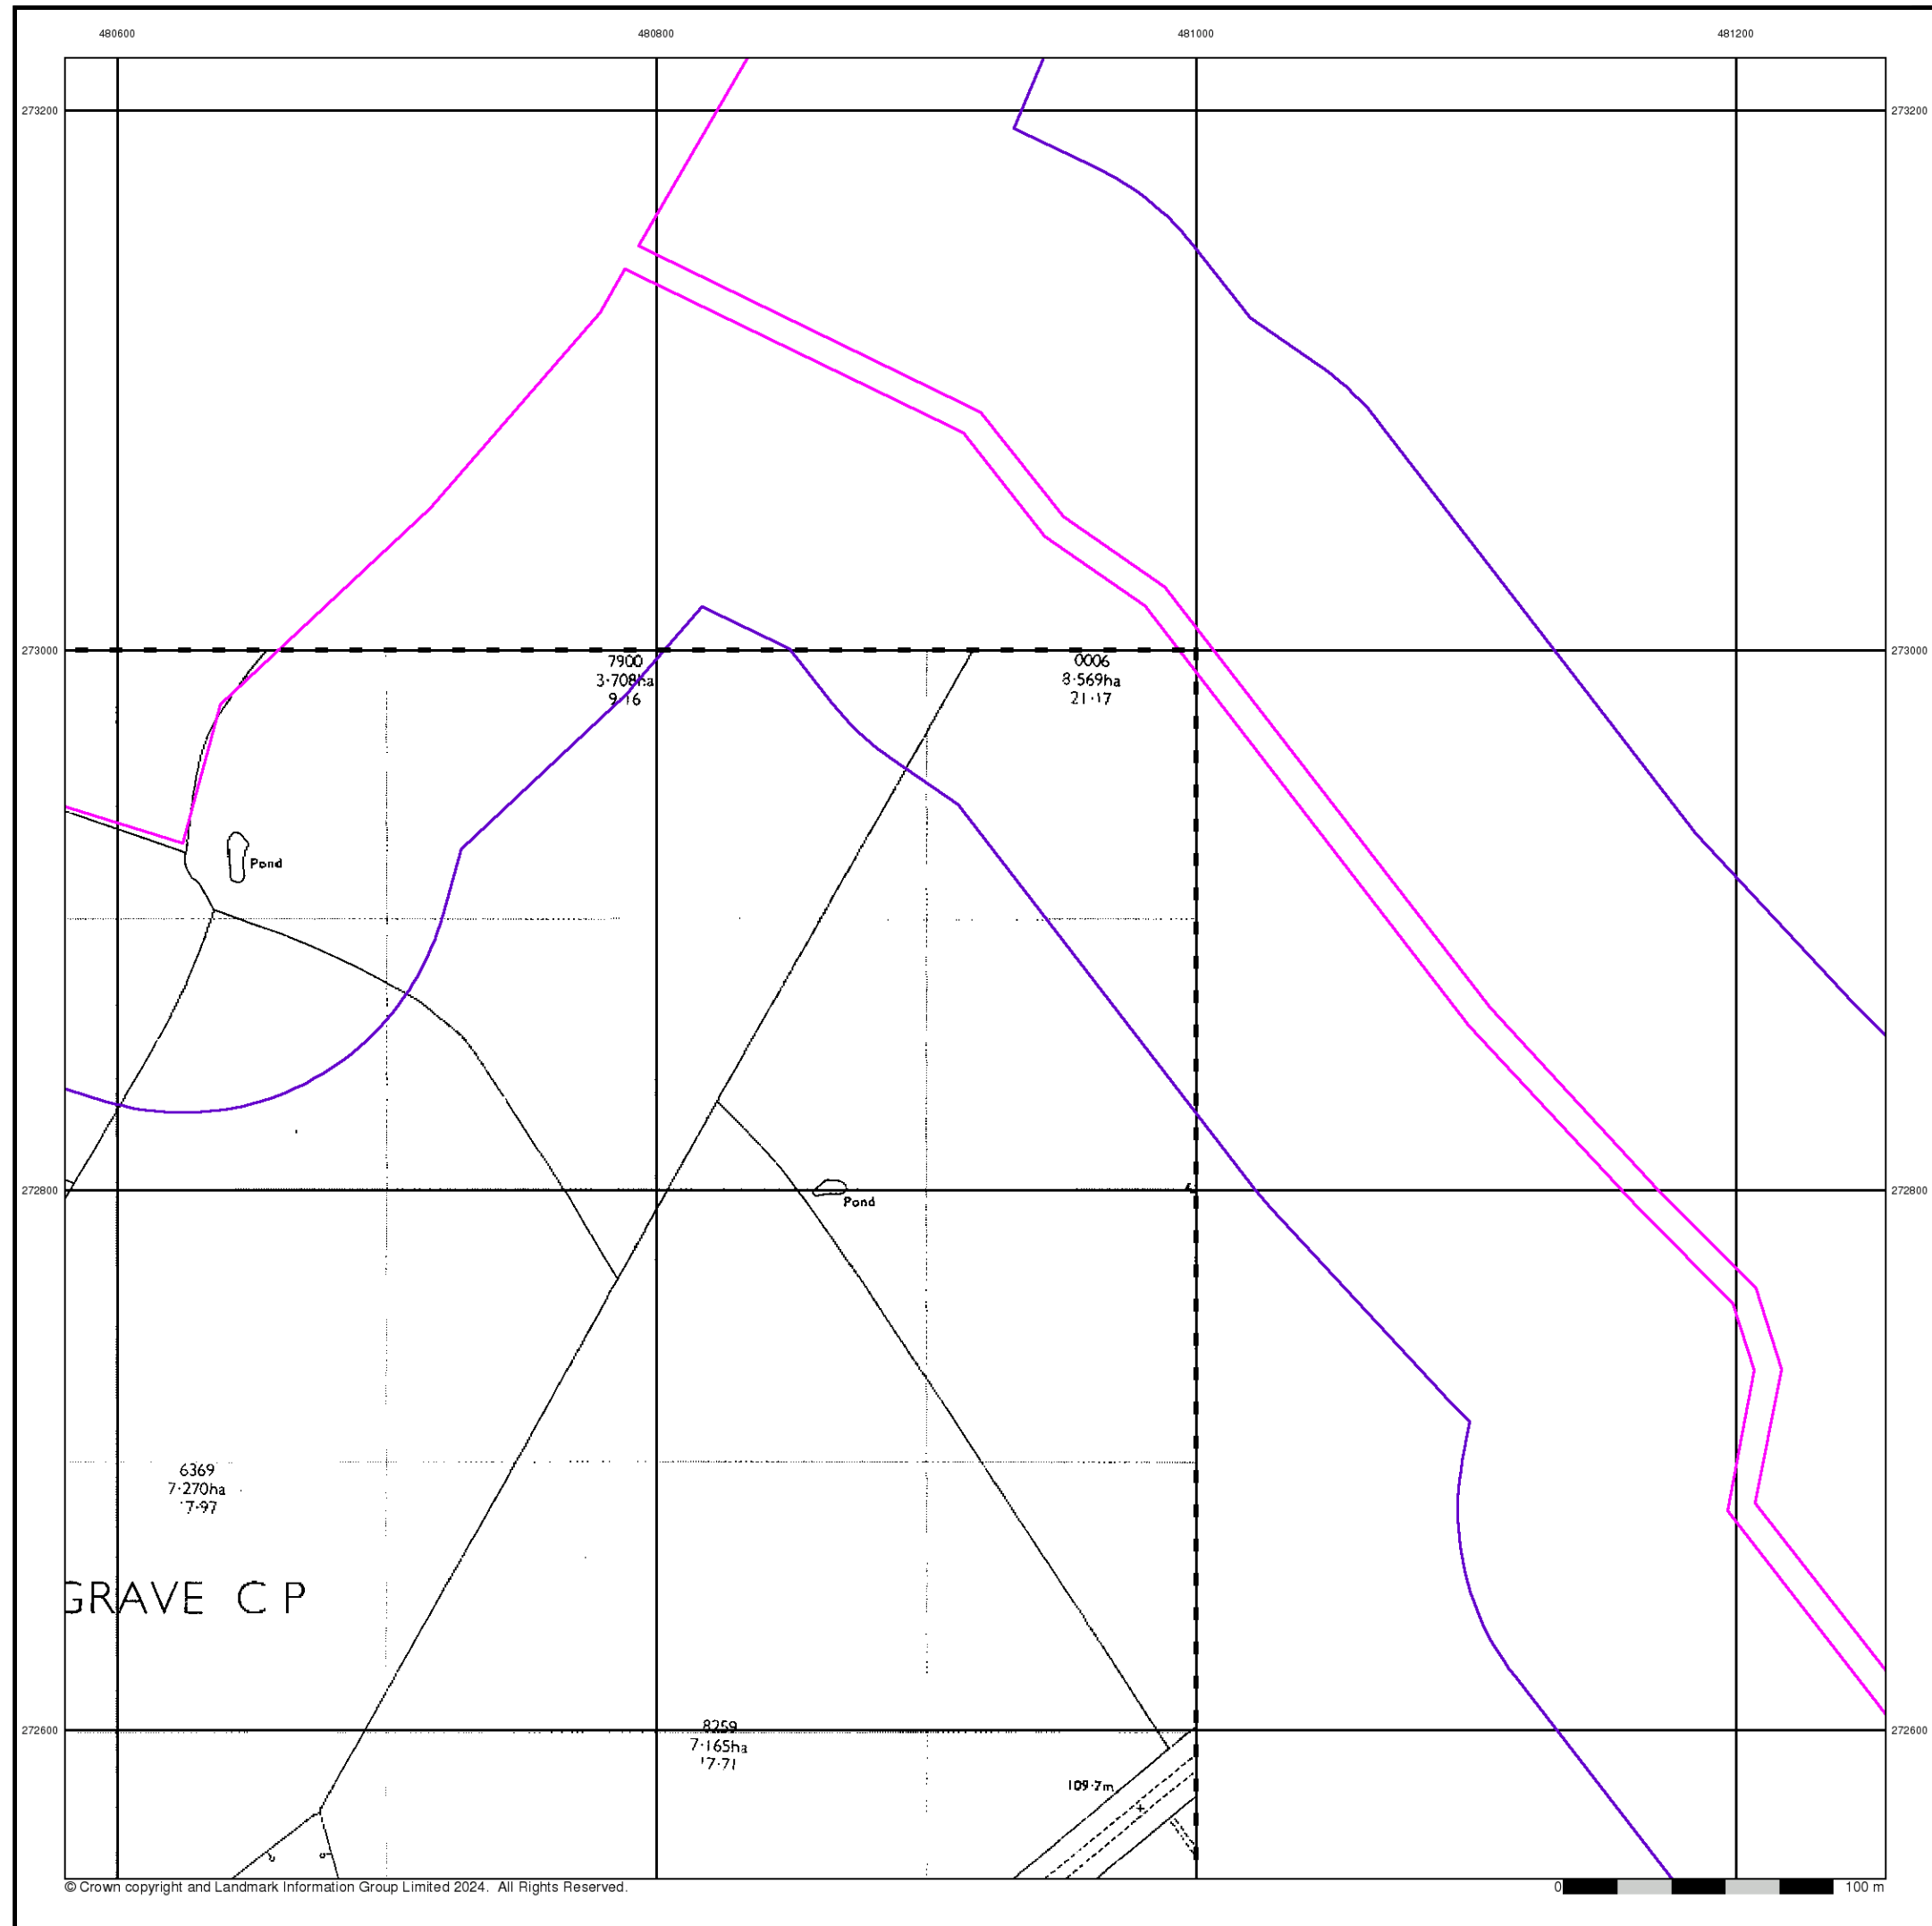 480600 480800 481000 481200
273200 273200
273000 273000
7900
3·708ha
9·16
0006
8·569ha
21·17
Pond
272800 272800
Pond
6369
7·270ha
7·97
GRAVE C P
272600 272600
8259
7·165ha
17·71
109·7m
© Crown copyright and Landmark Information Group Limited 2024. All Rights Reserved.
0 100 m